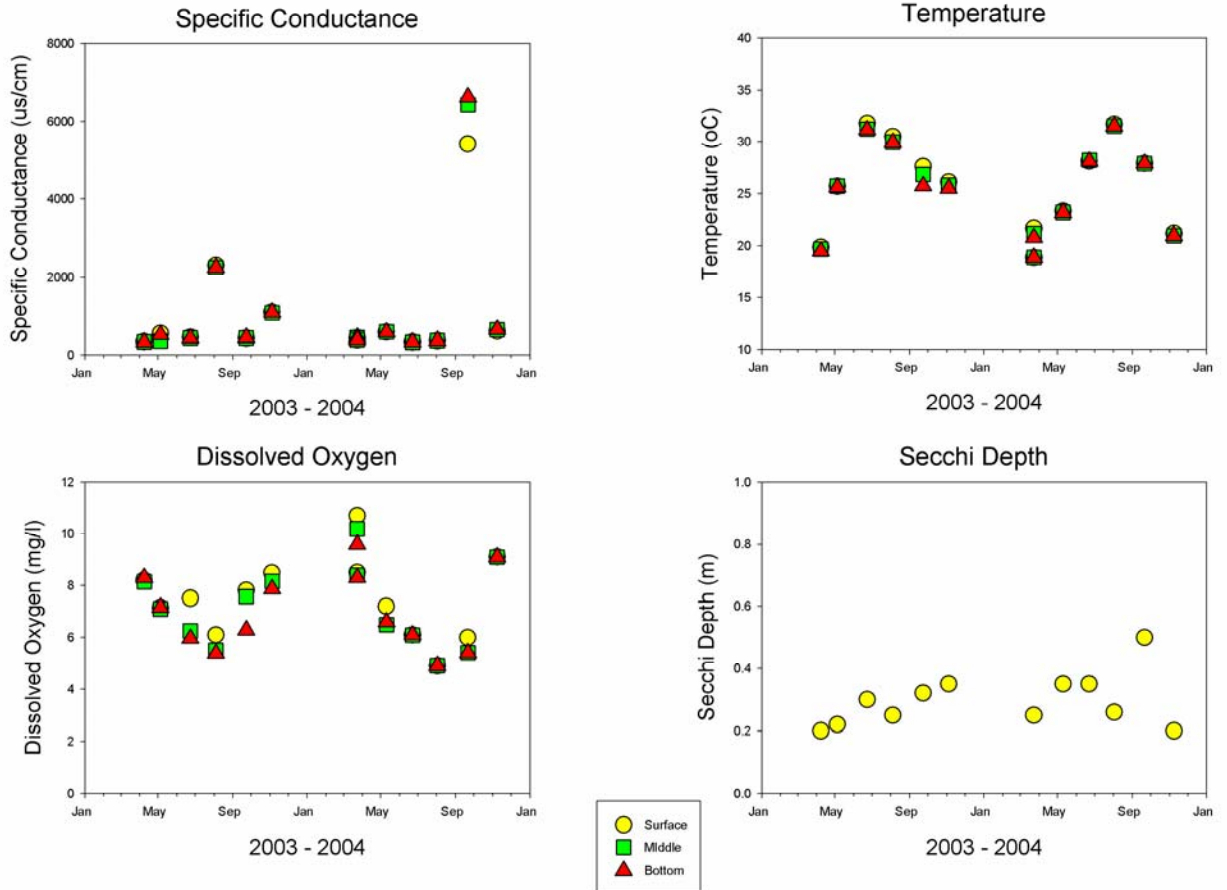 Specific Conductance
Specific Conductance (us/cm)
8000
6000
4000
2000
0
Jan May Sep Jan May Sep Jan
2003 - 2004
Temperature
Temperature (oC)
40
35
30
25
20
15
10
Jan May Sep Jan May Sep Jan
2003 - 2004
Dissolved Oxygen
Dissolved Oxygen (mg/l)
12
10
8
6
4
2
0
Jan May Sep Jan May Sep Jan
2003 - 2004
Secchi Depth
Secchi Depth (m)
1.0
0.8
0.6
0.4
0.2
0.0
Jan May Sep Jan May Sep Jan
2003 - 2004
Surface
MIddle
Bottom